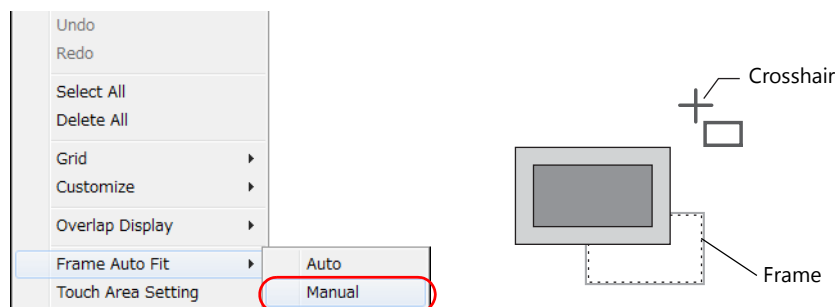 Undo
Redo
Select All
Delete All
Grid
Customize
Overlap Display
Frame Auto Fit
Touch Area Setting
Auto
Manual
Crosshair
Frame